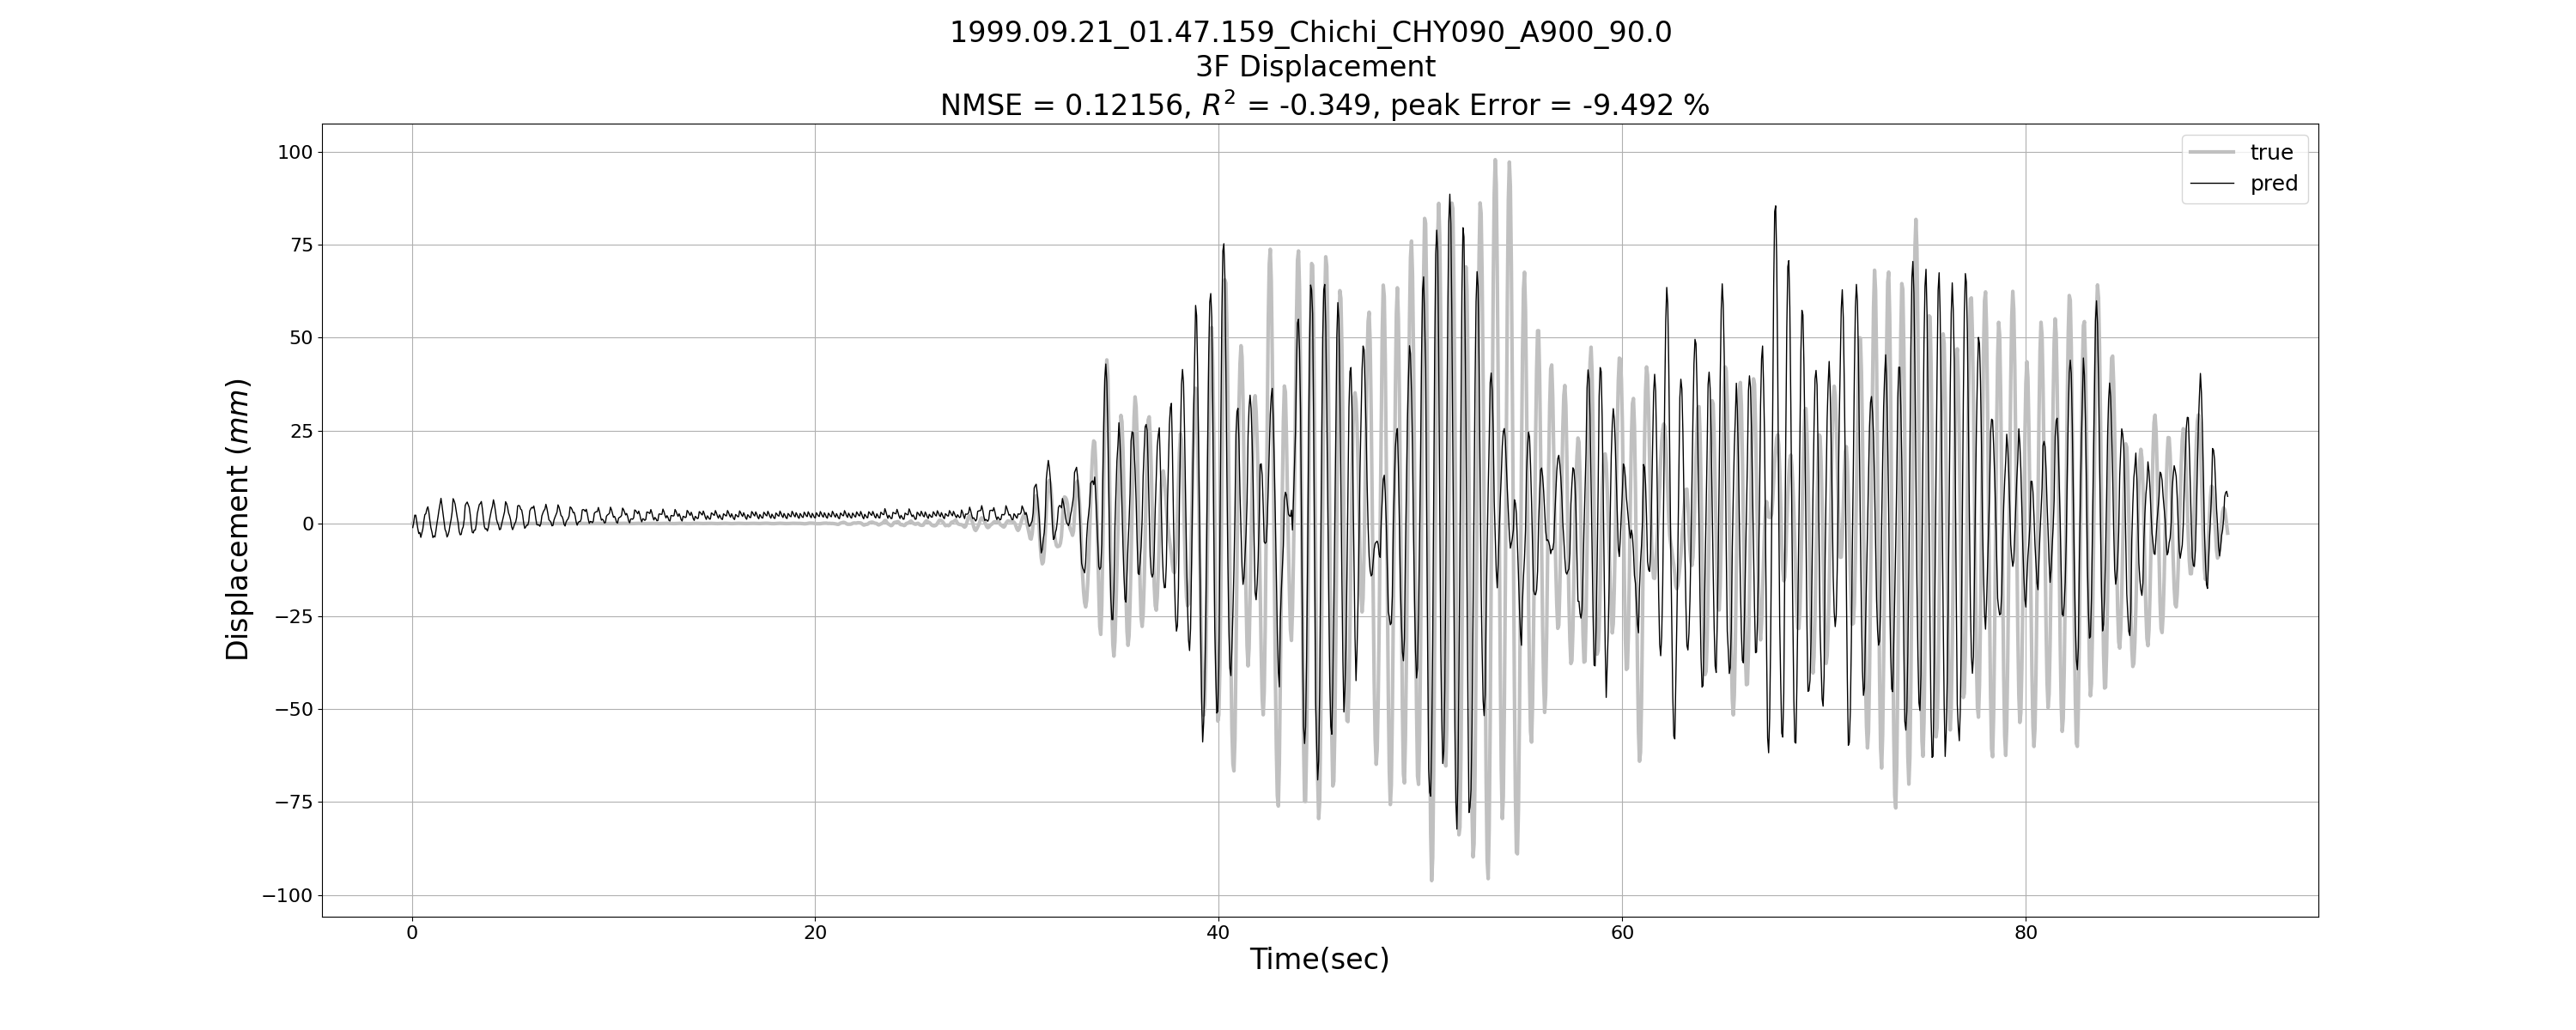 1999.09.21_01.47.159_Chichi_CHY090_A900_90.0
3F Displacement
NMSE = 0.12156, R² = -0.349, peak Error = -9.492 %
true
pred
Displacement (mm)
100
75
50
25
0
−25
−50
−75
−100
0 20 40 60 80
Time(sec)